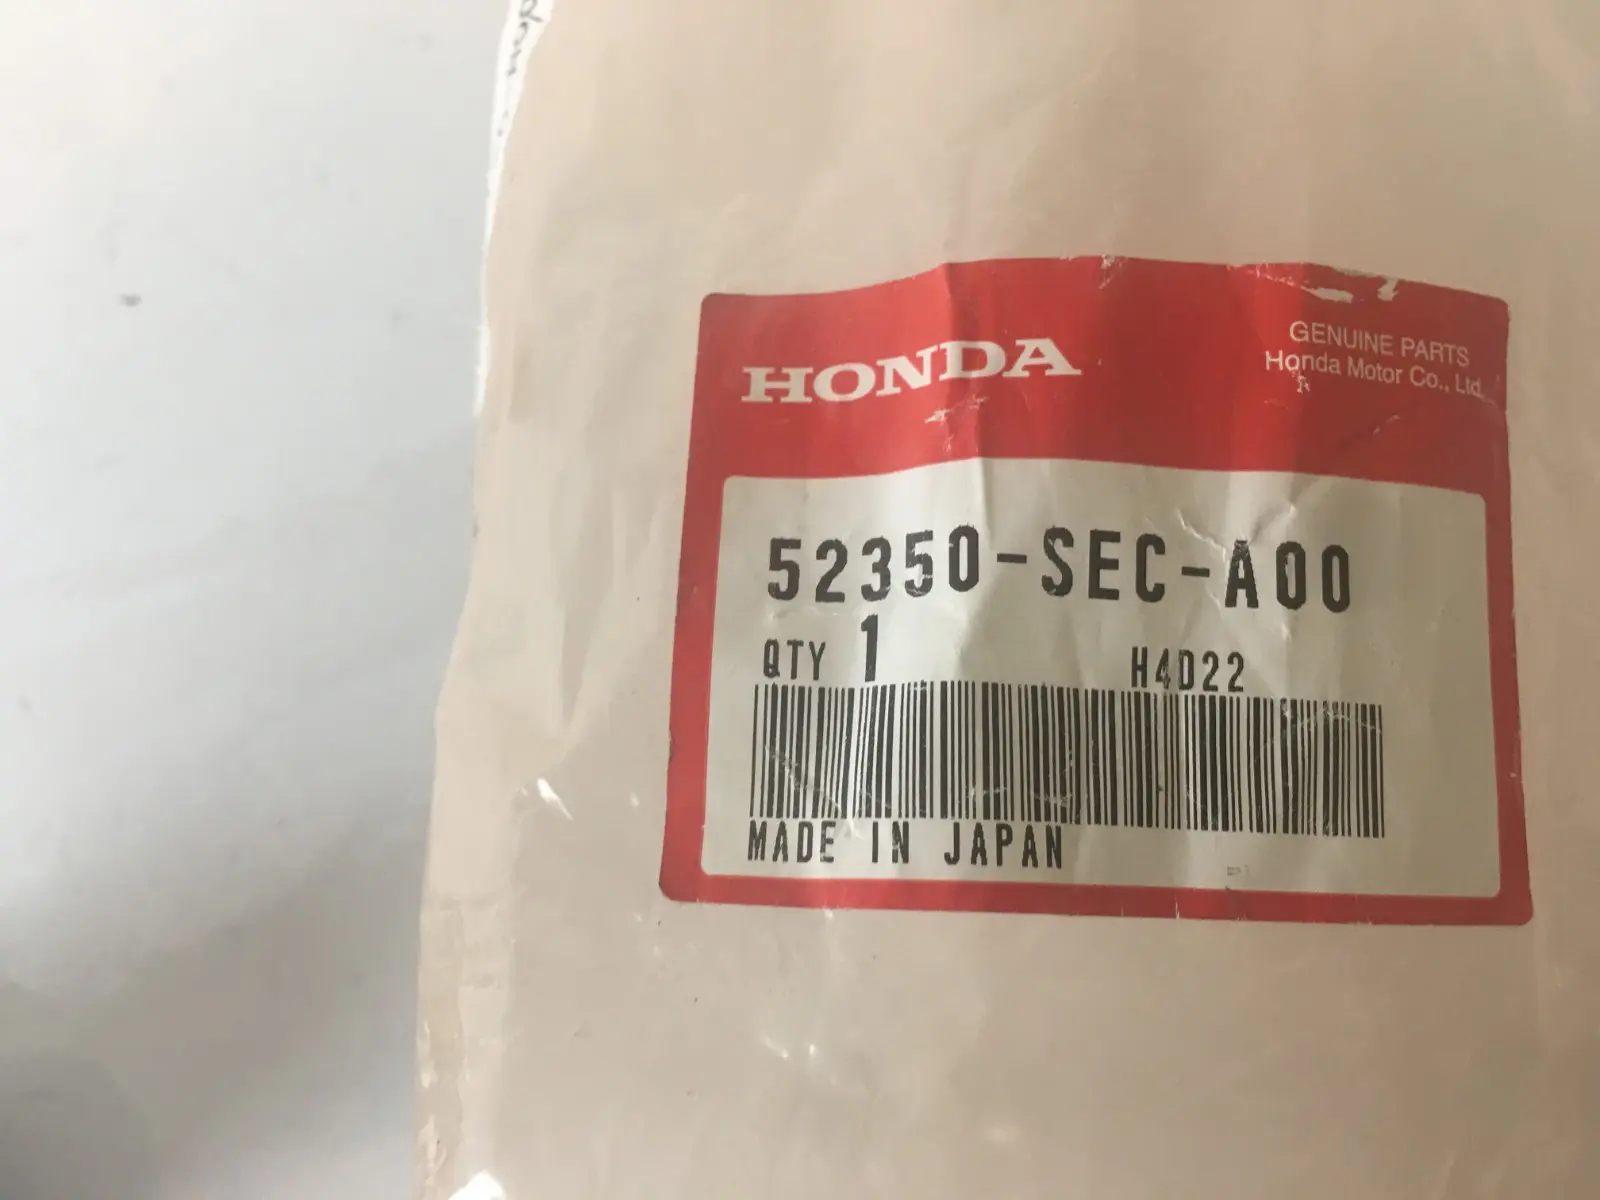 HONDA
GENUINE PARTS
Honda Motor Co., Ltd.
52350-SEC-A00
QTY 1 H4D22
MADE IN JAPAN